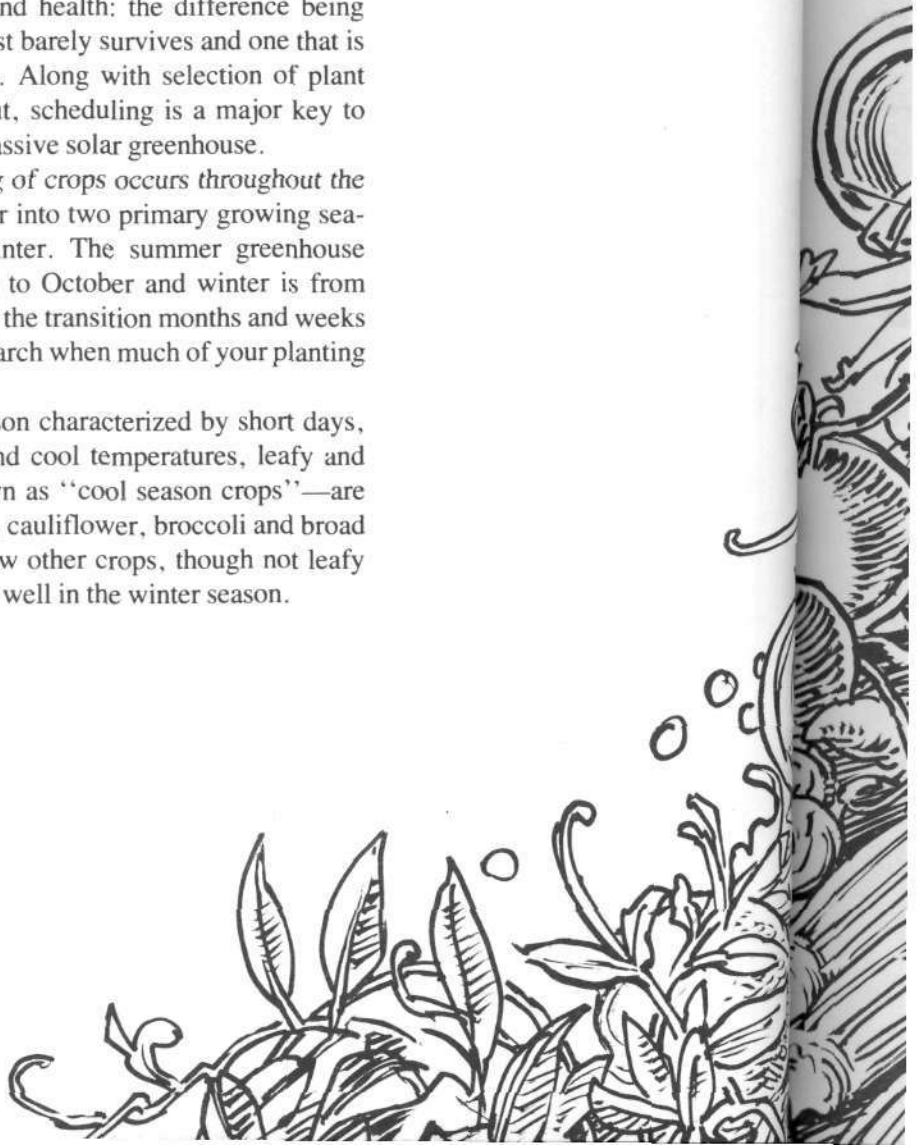 nd health: the difference being
st barely survives and one that is
. Along with selection of plant
ut, scheduling is a major key to
assive solar greenhouse.
g of crops occurs throughout the
r into two primary growing sea-
inter. The summer greenhouse
to October and winter is from
the transition months and weeks
arch when much of your planting
on characterized by short days,
nd cool temperatures, leafy and
n as ‘‘cool season crops’’—are
cauliflower, broccoli and broad
w other crops, though not leafy
well in the winter season.